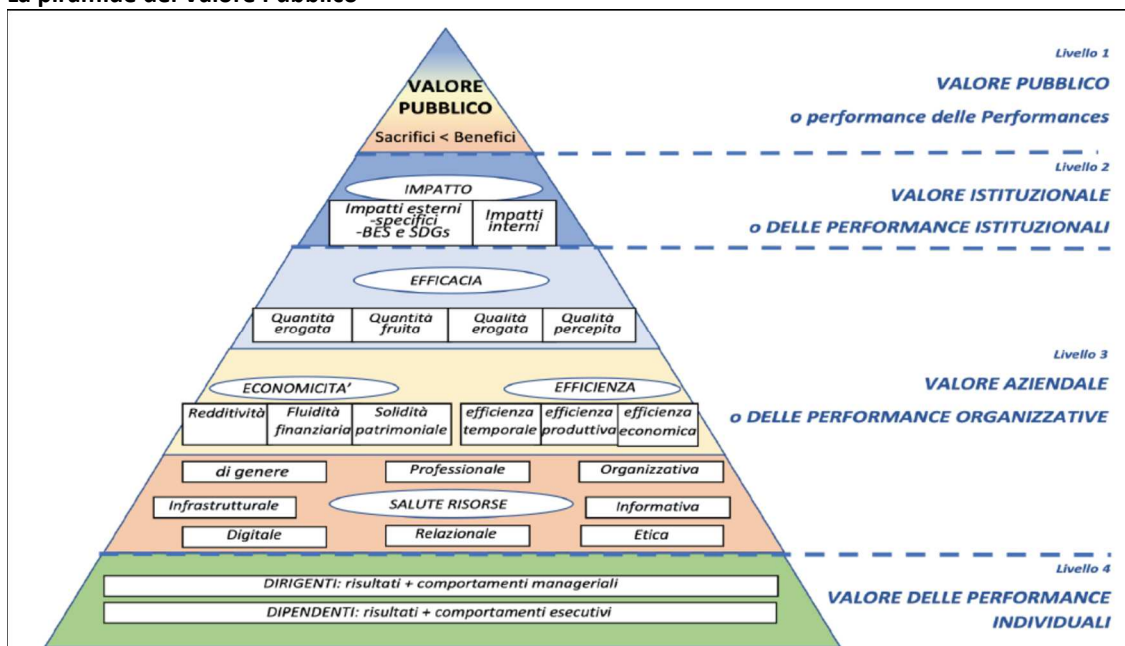 La piramide del Valore Pubblico
Livello 1
VALORE PUBBLICO
o performance delle Performances
VALORE
PUBBLICO
Sacrifici < Benefici
Livello 2
VALORE ISTITUZIONALE
o DELLE PERFORMANCE ISTITUZIONALI
IMPATTO
Impatti esterni
-specifici
-BES e SDGs
Impatti
interni
EFFICACIA
Quantità
erogata
Quantità
fruita
Qualità
erogata
Qualità
percepita
Livello 3
VALORE AZIENDALE
o DELLE PERFORMANCE ORGANIZZATIVE
ECONOMICITA'
EFFICIENZA
Redditività
Fluidità
finanziaria
Solidità
patrimoniale
efficienza
temporale
efficienza
produttiva
efficienza
economica
di genere
Professionale
Organizzativa
Infrastrutturale
SALUTE RISORSE
Informativa
Digitale
Relazionale
Etica
Livello 4
VALORE DELLE PERFORMANCE
INDIVIDUALI
DIRIGENTI: risultati + comportamenti manageriali
DIPENDENTI: risultati + comportamenti esecutivi